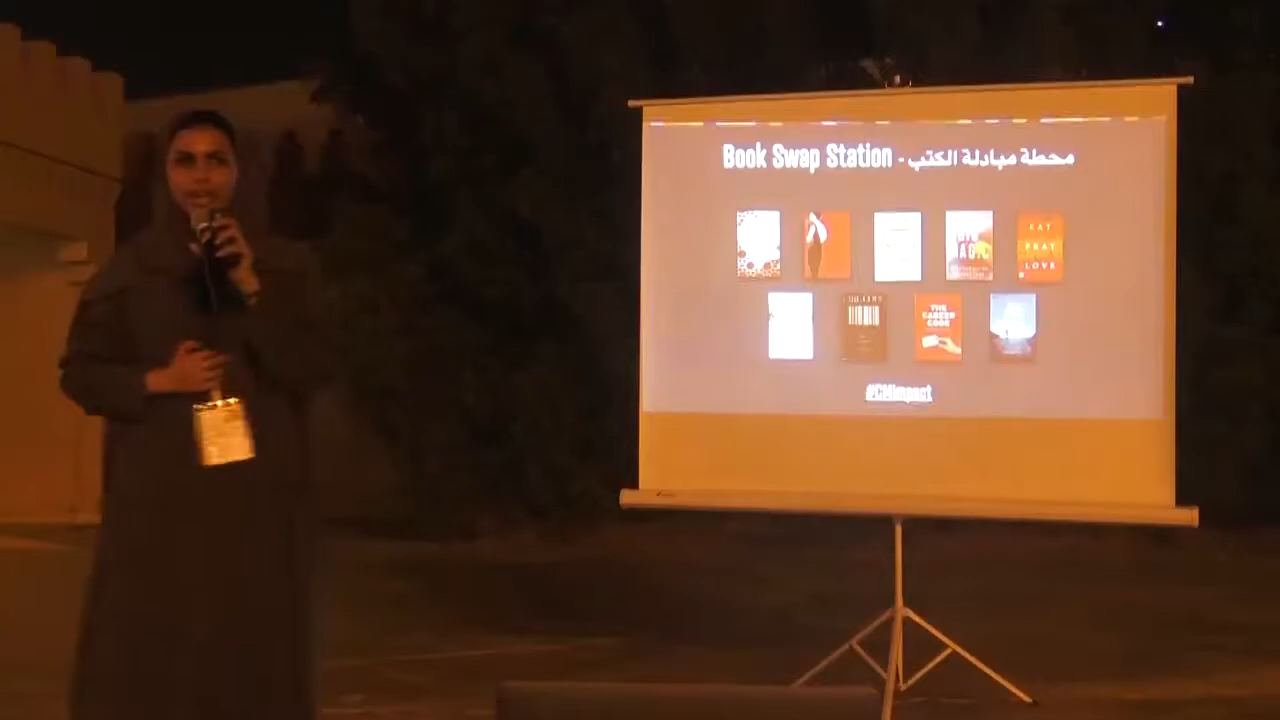 Book Swap Station - محطة مبادلة الكتب
EAT
PRAY
LOVE
THE
CAREER
CODE
#CMImpact